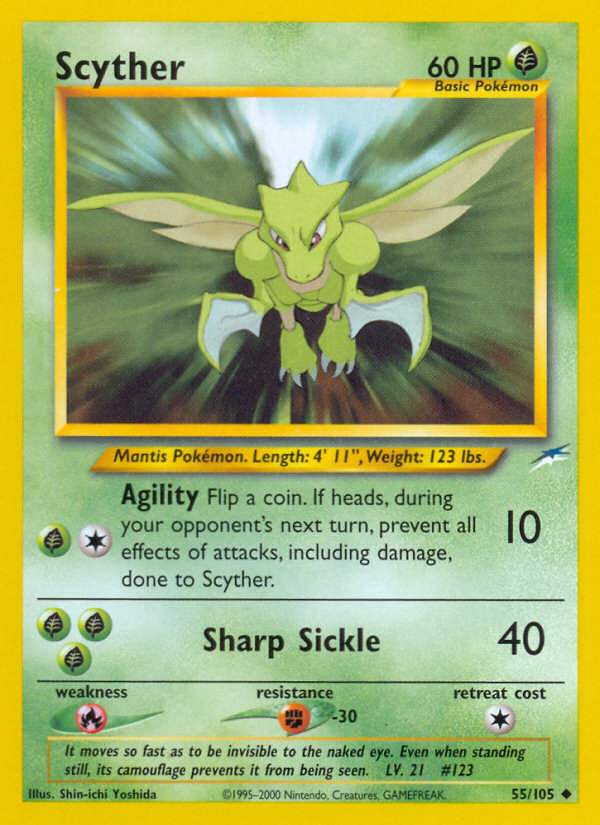 Scyther
60 HP
Basic Pokémon
Mantis Pokémon. Length: 4' 11", Weight: 123 lbs.
Agility Flip a coin. If heads, during
your opponent's next turn, prevent all
effects of attacks, including damage,
done to Scyther.
10
Sharp Sickle 40
weakness resistance retreat cost
-30
It moves so fast as to be invisible to the naked eye. Even when standing
still, its camouflage prevents it from being seen. LV. 21 #123
Illus. Shin-ichi Yoshida ©1995–2000 Nintendo, Creatures, GAMEFREAK. 55/105 ◆